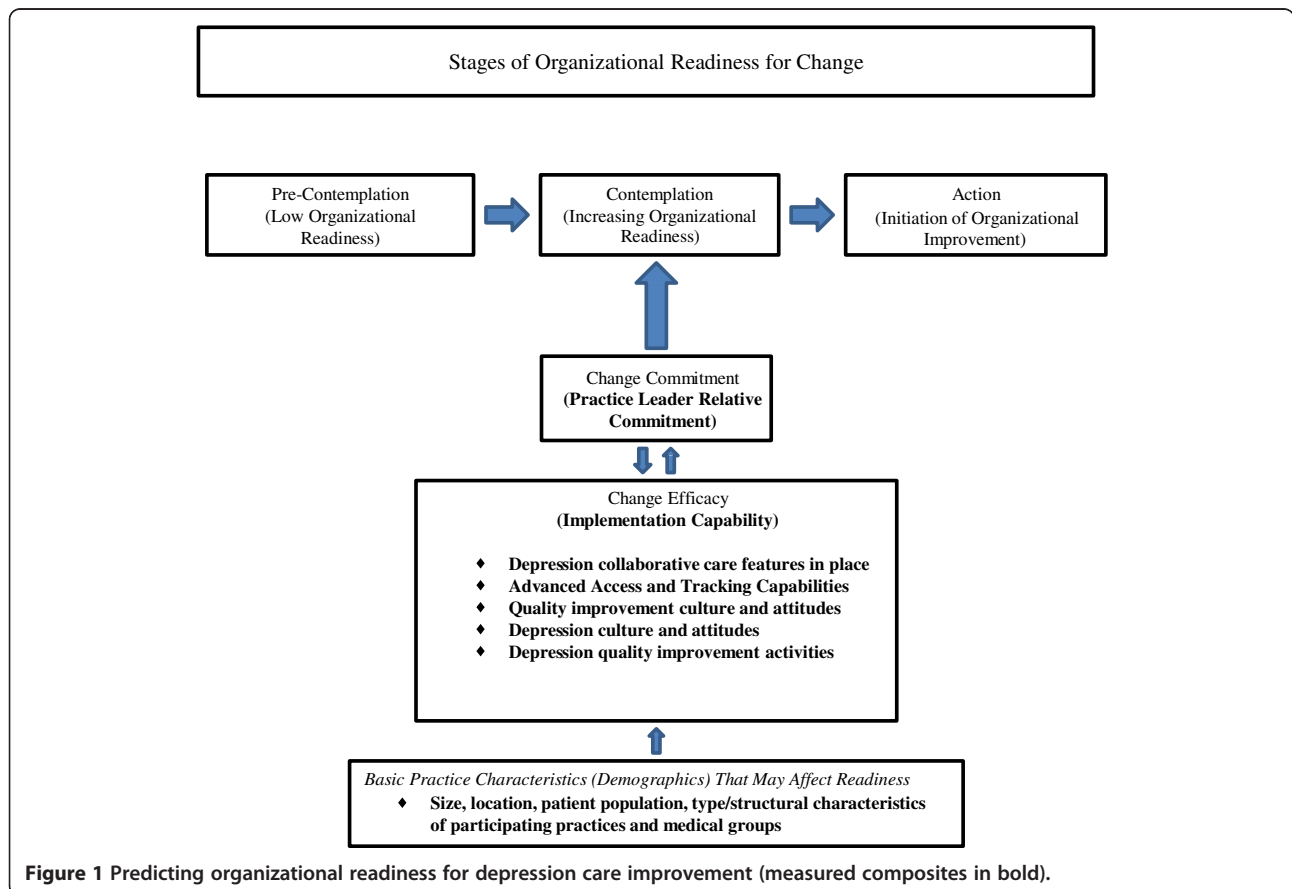 Stages of Organizational Readiness for Change
Pre-Contemplation
(Low Organizational
Readiness)
Contemplation
(Increasing Organizational
Readiness)
Action
(Initiation of Organizational
Improvement)
Change Commitment
(Practice Leader Relative
Commitment)
Change Efficacy
(Implementation Capability)
♦ Depression collaborative care features in place
♦ Advanced Access and Tracking Capabilities
♦ Quality improvement culture and attitudes
♦ Depression culture and attitudes
♦ Depression quality improvement activities
Basic Practice Characteristics (Demographics) That May Affect Readiness
♦ Size, location, patient population, type/structural characteristics
of participating practices and medical groups
Figure 1 Predicting organizational readiness for depression care improvement (measured composites in bold).